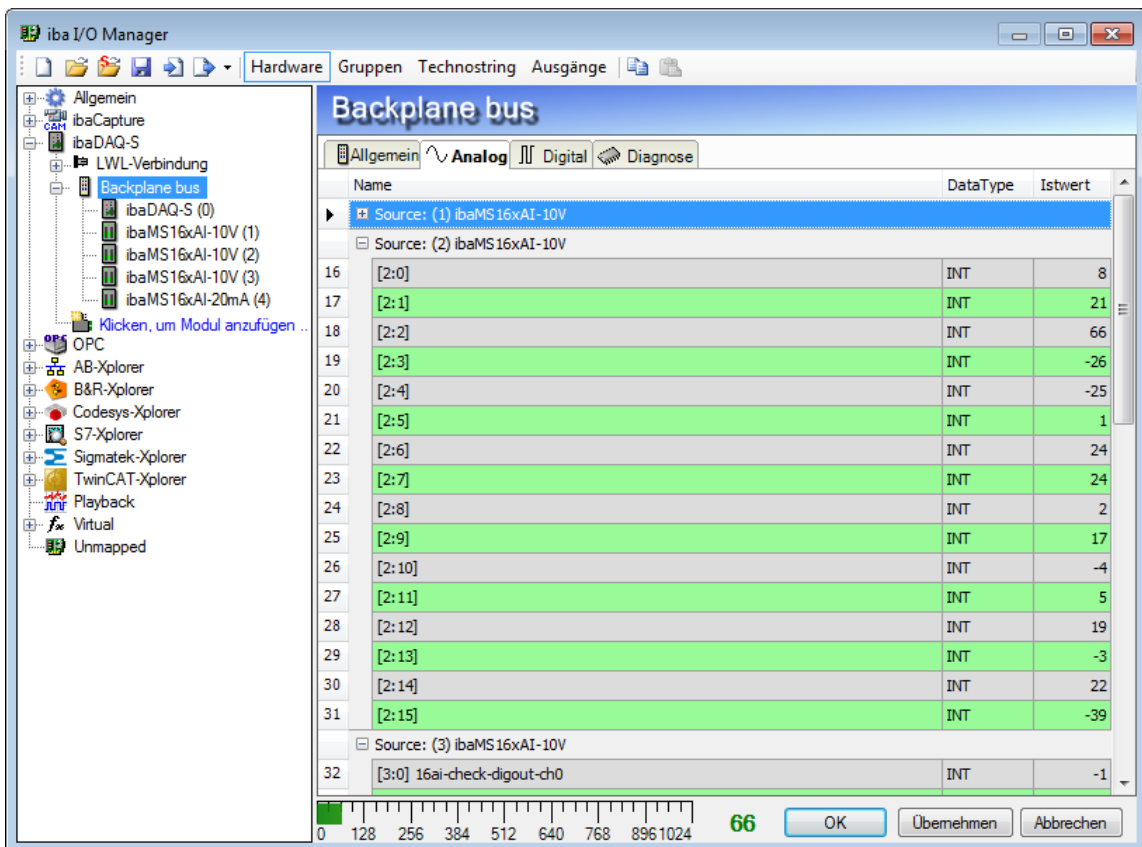 iba I/O Manager
Hardware Gruppen Technostring Ausgänge
Allgemein
ibaCapture
CAM
ibaDAQ-S
LWL-Verbindung
Backplane bus
ibaDAQ-S (0)
ibaMS16xAI-10V (1)
ibaMS16xAI-10V (2)
ibaMS16xAI-10V (3)
ibaMS16xAI-20mA (4)
Klicken, um Modul anzufügen ..
OPC
OPC
AB-Xplorer
B&R-Xplorer
Codesys-Xplorer
S7-Xplorer
Sigmatek-Xplorer
TwinCAT-Xplorer
Playback
fx Virtual
Unmapped
Backplane bus
Allgemein Analog Digital Diagnose
Name DataType Istwert
Source: (1) ibaMS16xAI-10V
Source: (2) ibaMS16xAI-10V
16 [2:0] INT 8
17 [2:1] INT 21
18 [2:2] INT 66
19 [2:3] INT -26
20 [2:4] INT -25
21 [2:5] INT 1
22 [2:6] INT 24
23 [2:7] INT 24
24 [2:8] INT 2
25 [2:9] INT 17
26 [2:10] INT -4
27 [2:11] INT 5
28 [2:12] INT 19
29 [2:13] INT -3
30 [2:14] INT 22
31 [2:15] INT -39
Source: (3) ibaMS16xAI-10V
32 [3:0] 16ai-check-digout-ch0 INT -1
0 128 256 384 512 640 768 896 1024
66 OK Übernehmen Abbrechen